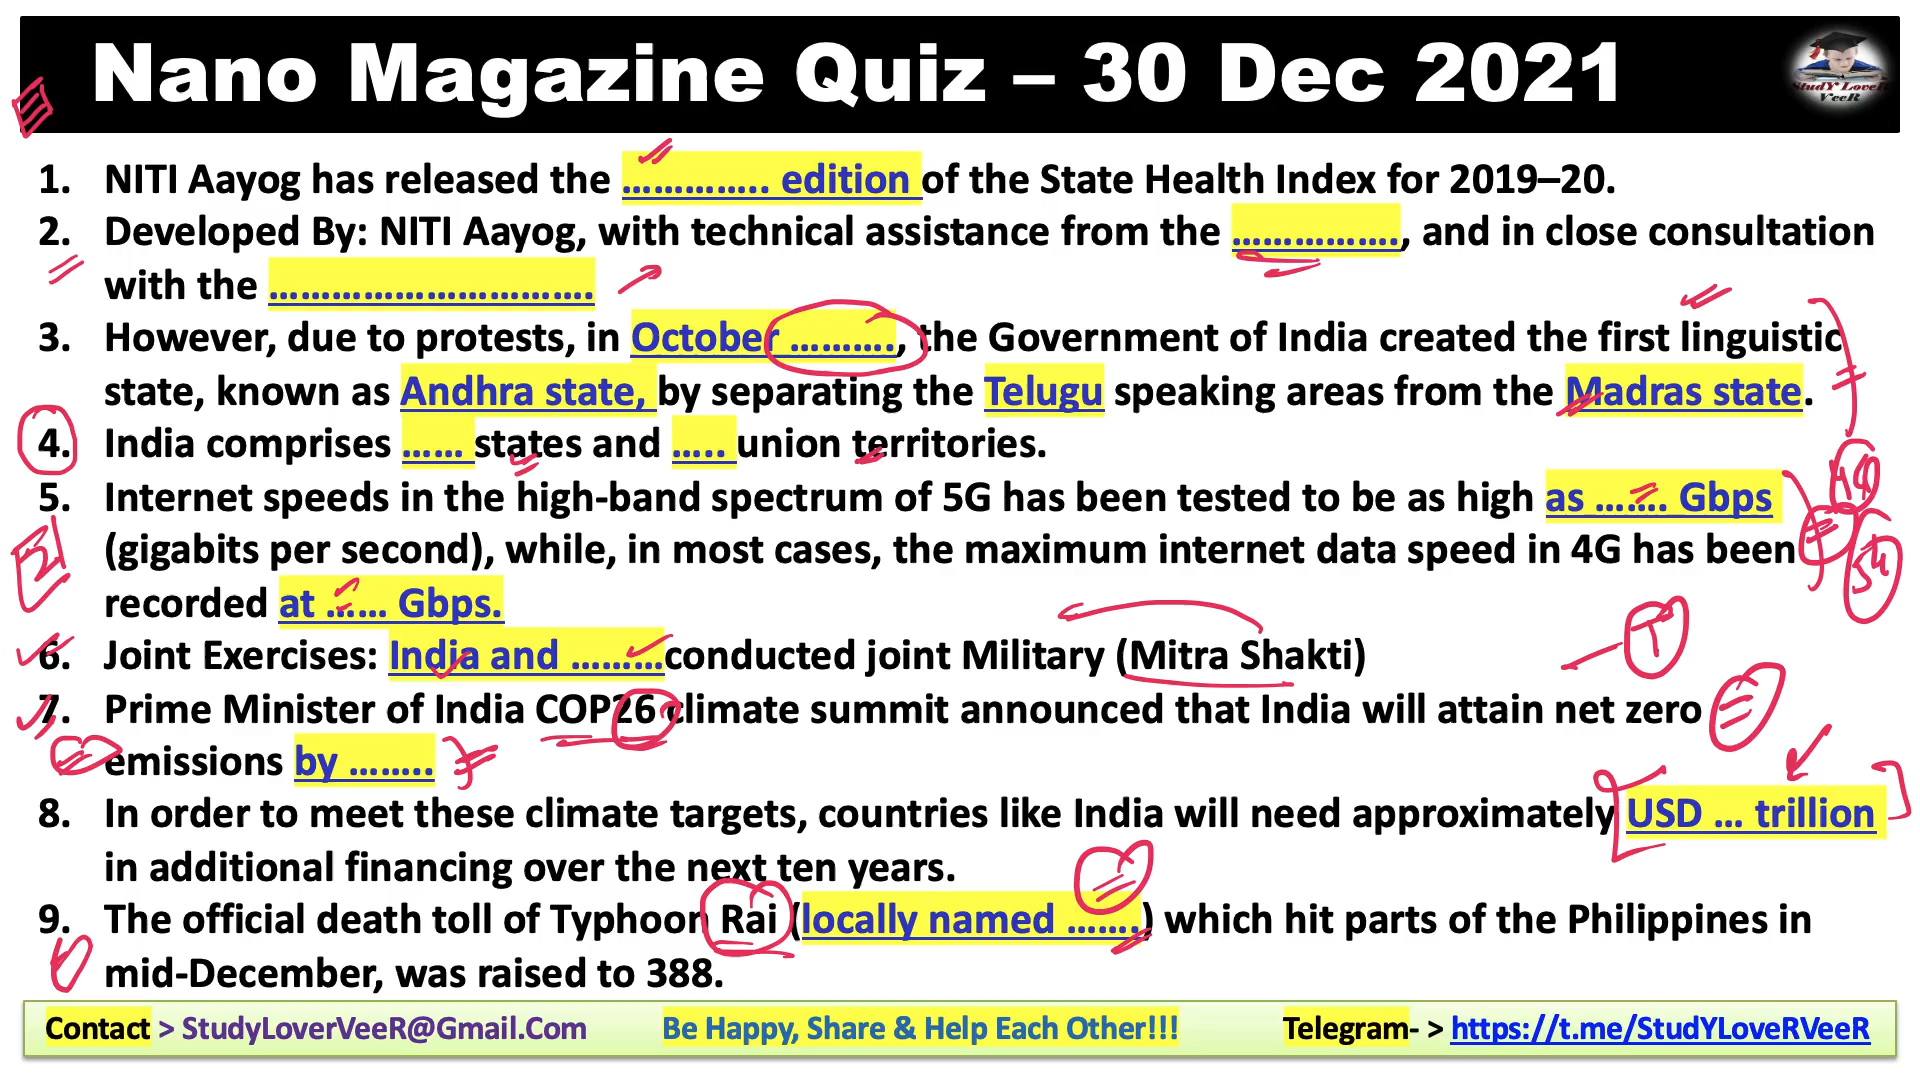 Nano Magazine Quiz – 30 Dec 2021
StudY LoveR
VeeR
1. NITI Aayog has released the ………….. edition of the State Health Index for 2019–20.
2. Developed By: NITI Aayog, with technical assistance from the ……………., and in close consultation
with the ………………………….
3. However, due to protests, in October ………., the Government of India created the first linguistic
state, known as Andhra state, by separating the Telugu speaking areas from the Madras state.
4. India comprises …… states and ….. union territories.
5. Internet speeds in the high-band spectrum of 5G has been tested to be as high as ……. Gbps
(gigabits per second), while, in most cases, the maximum internet data speed in 4G has been
recorded at …… Gbps.
6. Joint Exercises: India and ………conducted joint Military (Mitra Shakti)
7. Prime Minister of India COP26 climate summit announced that India will attain net zero
emissions by ……..
8. In order to meet these climate targets, countries like India will need approximately USD … trillion
in additional financing over the next ten years.
9. The official death toll of Typhoon Rai (locally named …….) which hit parts of the Philippines in
mid-December, was raised to 388.
Contact > StudyLoverVeeR@Gmail.Com Be Happy, Share & Help Each Other!!! Telegram- > https://t.me/StudYLoveRVeeR